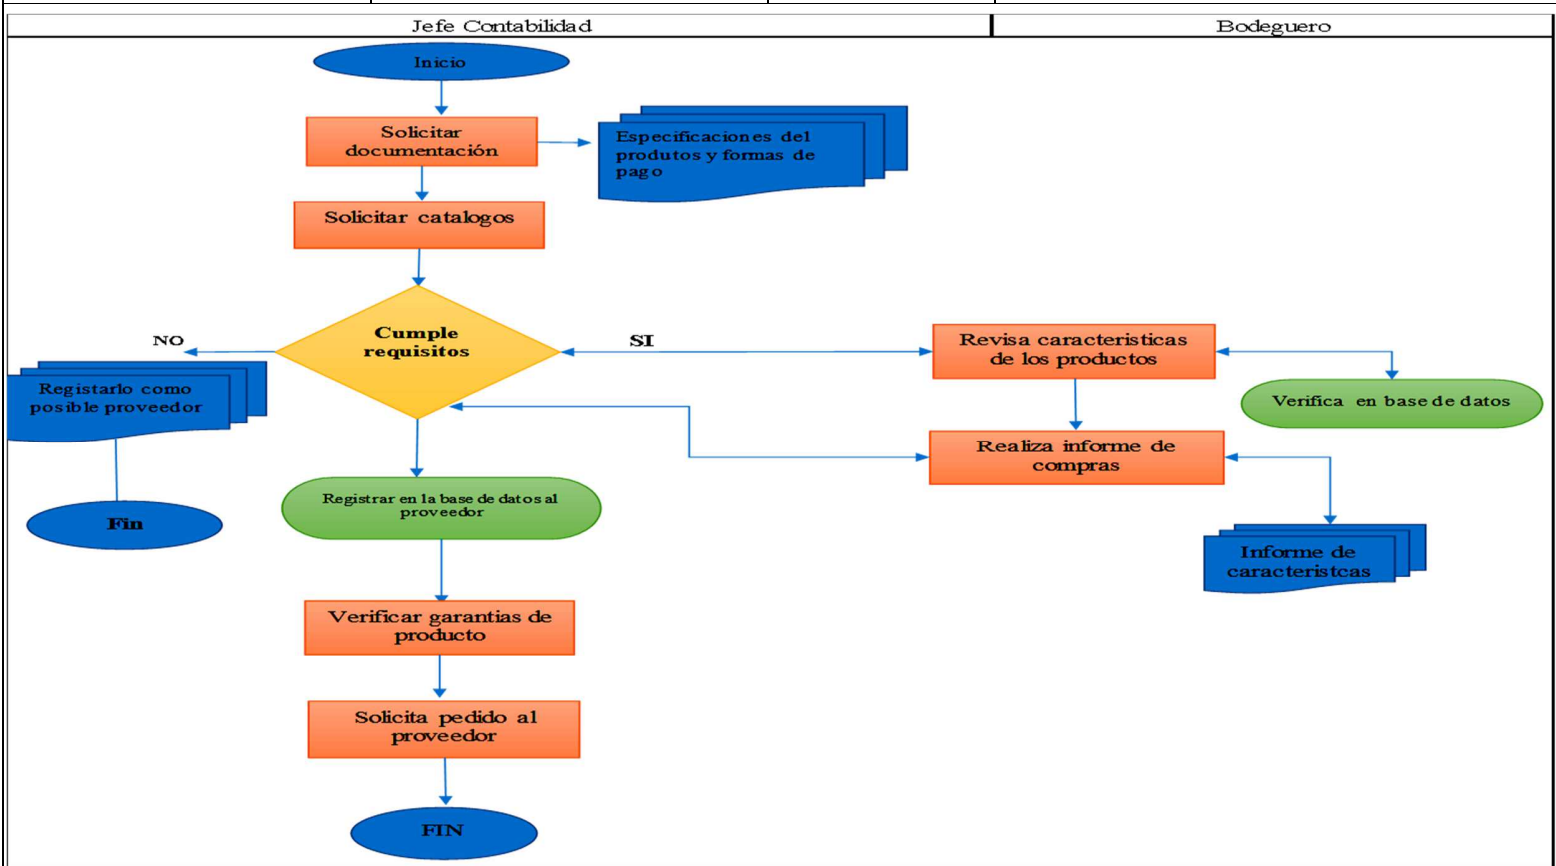 Jefe Contabilidad
Bodeguero
Inicio
Solicitar
documentación
Especificaciones del
produtos y formas de
pago
Solicitar catalogos
Cumple
requisitos
NO
SI
Revisa caracteristicas
de los productos
Verifica en base de datos
Registarlo como
posible proveedor
Realiza informe de
compras
Registrar en la base de datos al
proveedor
Fin
Informe de
caracteristcas
Verificar garantias de
producto
Solicita pedido al
proveedor
FIN